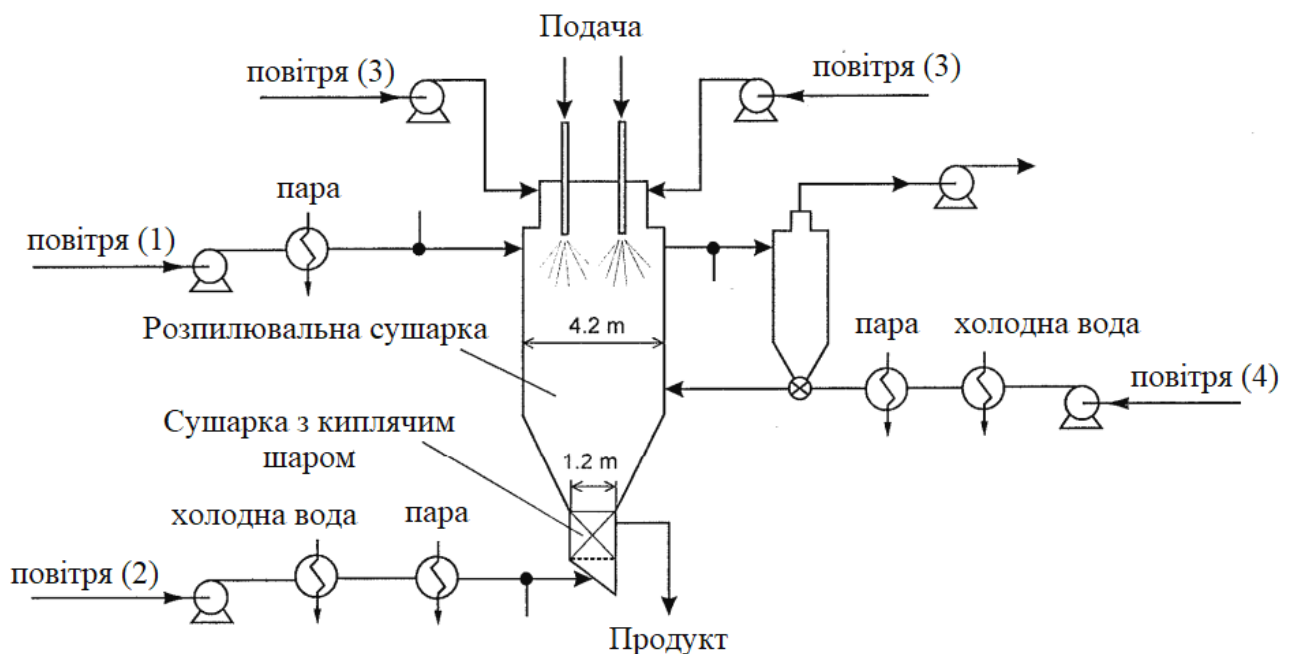 Подача
повітря (3)
повітря (3)
пара
повітря (1)
Розпилювальна сушарка
4.2 m
пара
холодна вода
повітря (4)
Сушарка з киплячим
шаром
1.2 m
холодна вода
пара
повітря (2)
Продукт